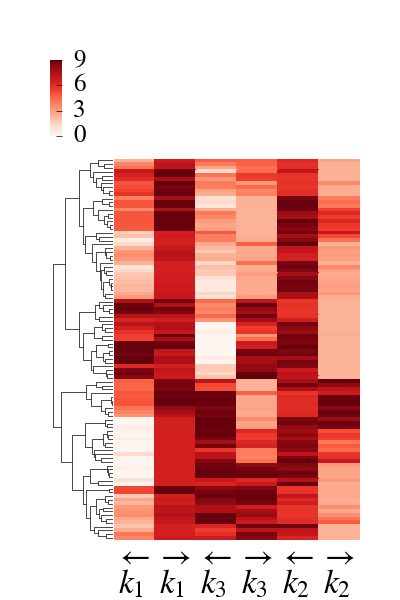 9
6
3
0
← → ← → ← →
k₁ k₁ k₃ k₃ k₂ k₂